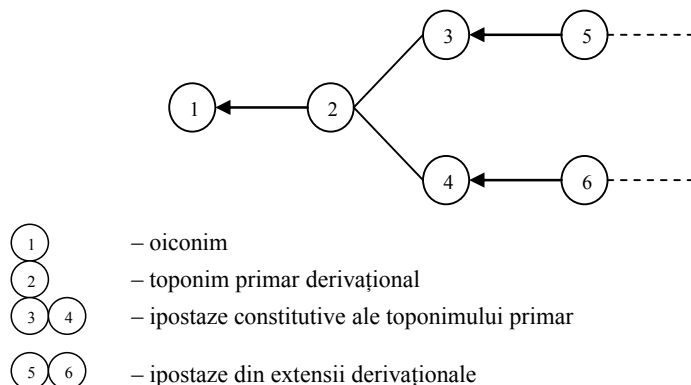 3 5
1 2
4 6
1 – oiconim
2 – toponim primar derivațional
3 4 – ipostaze constitutive ale toponimului primar
5 6 – ipostaze din extensii derivaționale